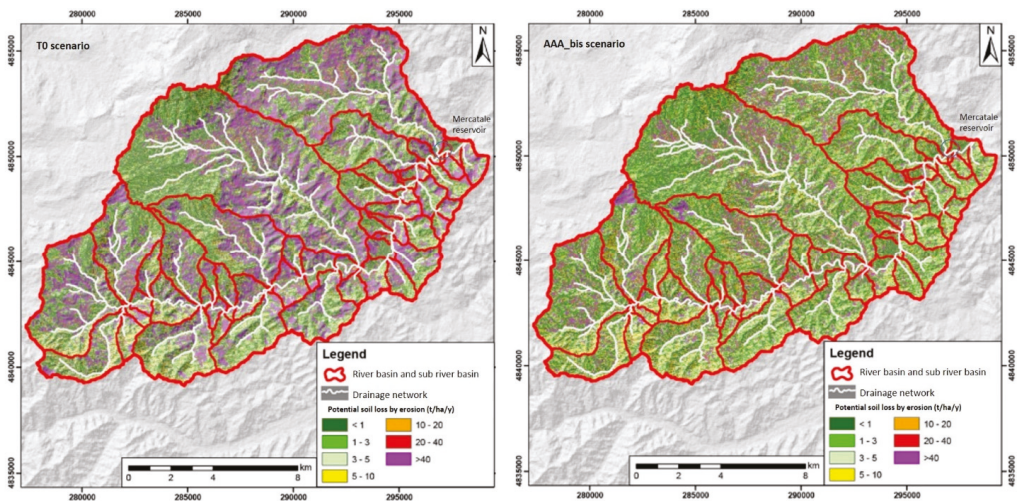 280000 285000 290000 295000
T0 scenario
N
4855000
Mercatale
reservoir
4850000
4845000
4840000
4835000
Legend
River basin and sub river basin
Drainage network
Potential soil loss by erosion (t/ha/y)
< 1 10 - 20
1 - 3 20 - 40
3 - 5 >40
5 - 10
km
0 2 4 8
280000 285000 290000 295000
280000 285000 290000 295000
AAA_bis scenario
N
4855000
Mercatale
reservoir
4850000
4845000
4840000
4835000
Legend
River basin and sub river basin
Drainage network
Potential soil loss by erosion (t/ha/y)
< 1 10 - 20
1 - 3 20 - 40
3 - 5 >40
5 - 10
km
0 2 4 8
280000 285000 290000 295000